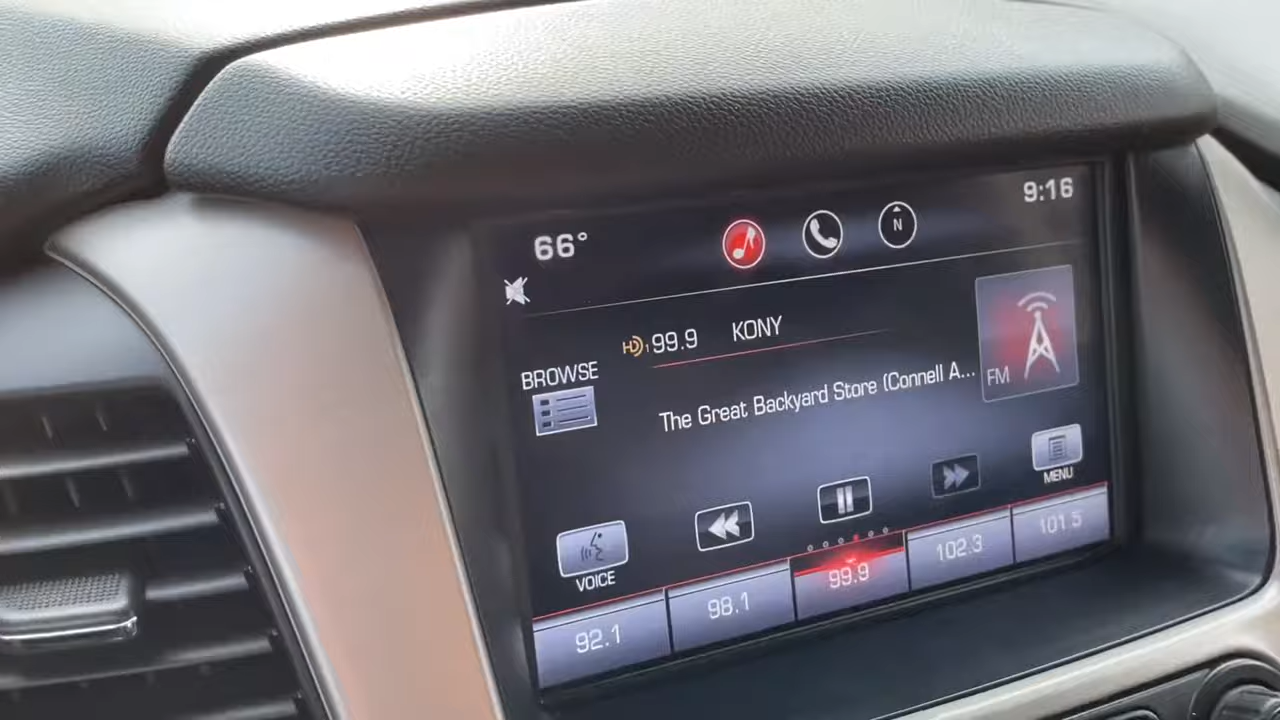 66°
9:16
N
HD1 99.9 KONY
BROWSE
The Great Backyard Store (Connell A...
FM
MENU
VOICE
92.1
98.1
99.9
102.3
101.5